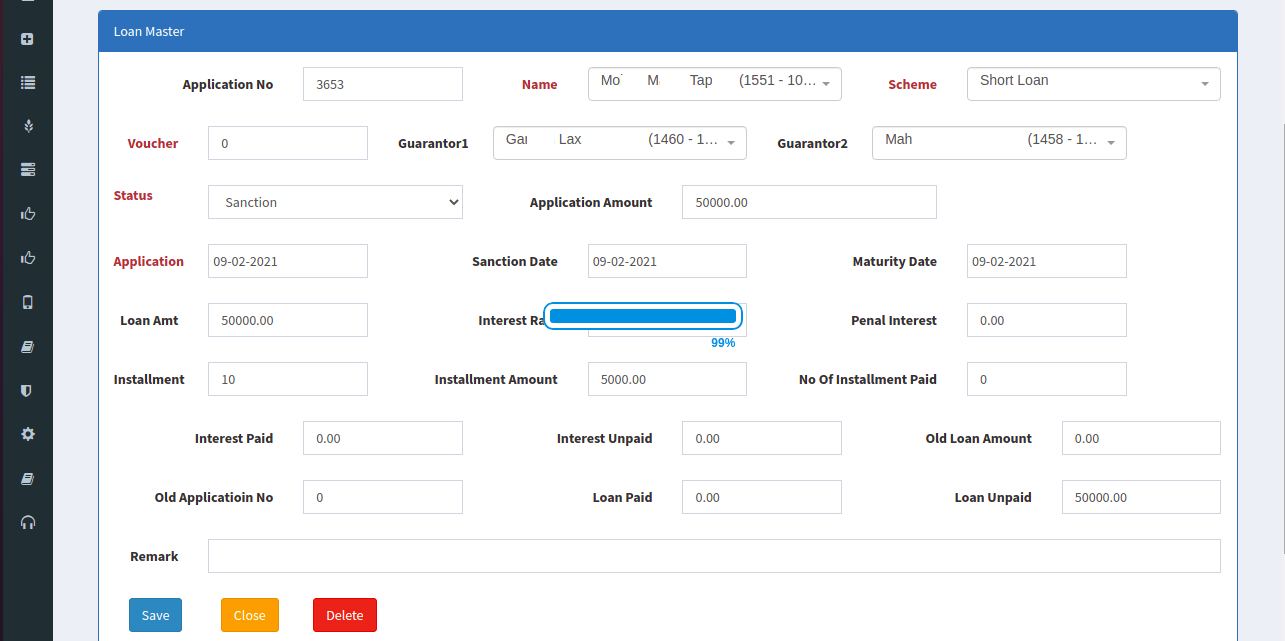 Loan Master
Application No 3653 Name Mo M Tap (1551 - 10… Scheme Short Loan
Voucher 0 Guarantor1 Gai Lax (1460 - 1… Guarantor2 Mah (1458 - 1…
Status Sanction Application Amount 50000.00
Application 09-02-2021 Sanction Date 09-02-2021 Maturity Date 09-02-2021
Loan Amt 50000.00 Interest Penal Interest 0.00
99%
Installment 10 Installment Amount 5000.00 No Of Installment Paid 0
Interest Paid 0.00 Interest Unpaid 0.00 Old Loan Amount 0.00
Old Applicatioin No 0 Loan Paid 0.00 Loan Unpaid 50000.00
Remark
Save Close Delete